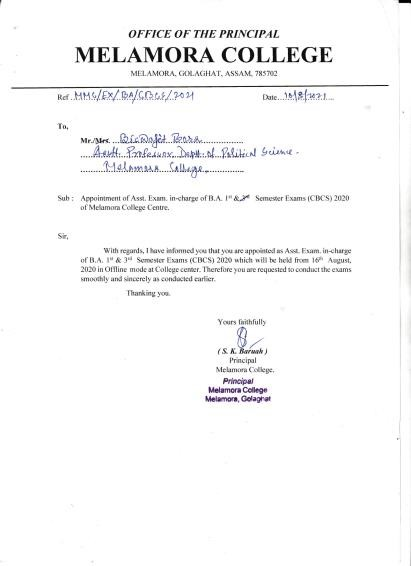 OFFICE OF THE PRINCIPAL
MELAMORA COLLEGE
MELAMORA, GOLAGHAT, ASSAM, 785702
Ref MMC/EX/BA/CBCS/2021 Date 10/8/2021
To,
Mr./Mrs. Biswajit Bora
Asstt. Professor, Deptt. of Political Science.
Melamora College.
Sub : Appointment of Asst. Exam. in-charge of B.A. 1st & 3rd Semester Exams (CBCS) 2020
of Melamora College Centre.
Sir,
With regards, I have informed you that you are appointed as Asst. Exam. in-charge
of B.A. 1st & 3rd Semester Exams (CBCS) 2020 which will be held from 16th August,
2020 in Offline mode at College center. Therefore you are requested to conduct the exams
smoothly and sincerely as conducted earlier.
Thanking you.
Yours faithfully
( S. K. Baruah )
Principal
Melamora College.
Principal
Melamora College
Melamora, Golaghat